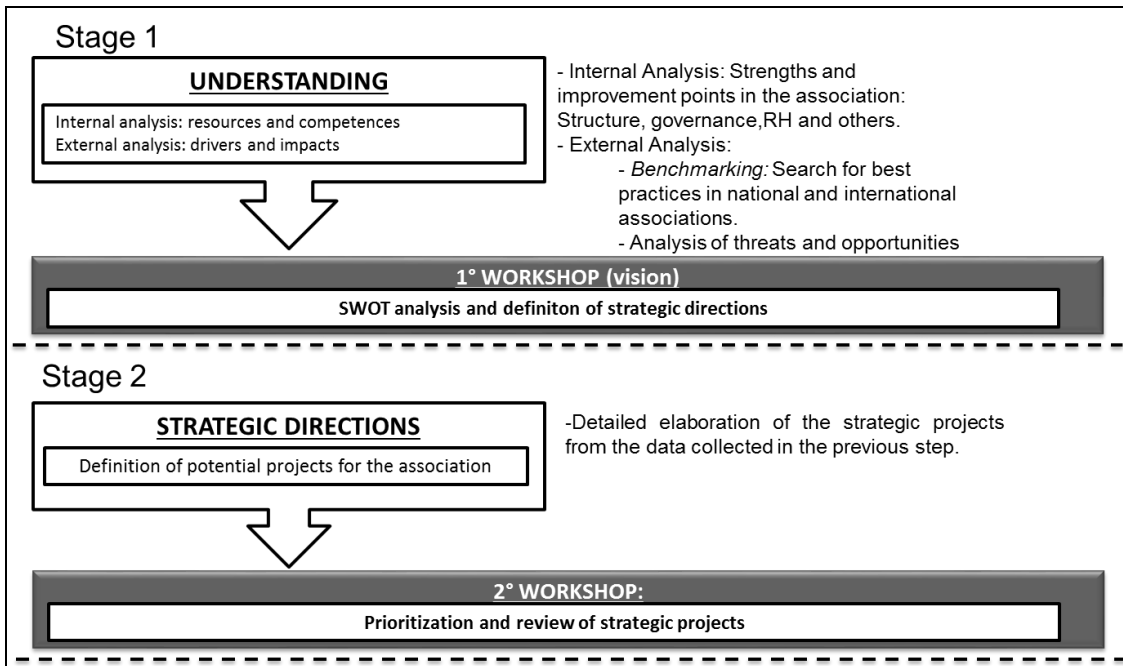 Stage 1
UNDERSTANDING
Internal analysis: resources and competences
External analysis: drivers and impacts
- Internal Analysis: Strengths and
improvement points in the association:
Structure, governance,RH and others.
- External Analysis:
- Benchmarking: Search for best
practices in national and international
associations.
- Analysis of threats and opportunities
1° WORKSHOP (vision)
SWOT analysis and definiton of strategic directions
Stage 2
STRATEGIC DIRECTIONS
Definition of potential projects for the association
-Detailed elaboration of the strategic projects
from the data collected in the previous step.
2° WORKSHOP:
Prioritization and review of strategic projects